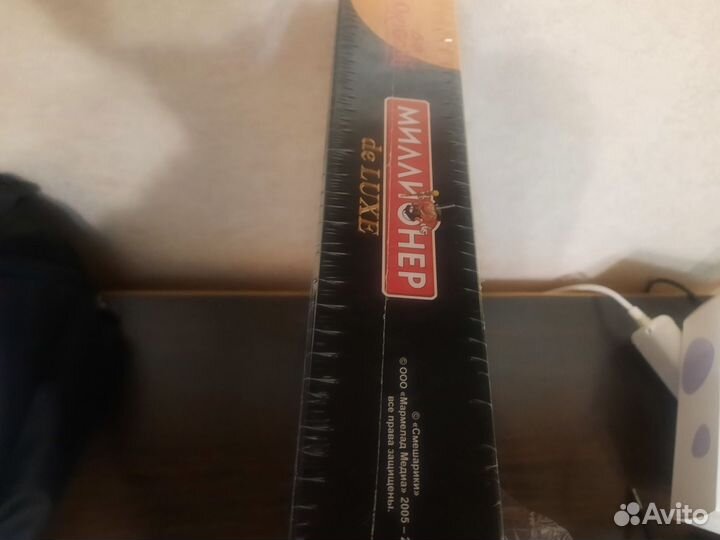 МИЛЛИОНЕР
de LUXE
© «Смешарики»
© ООО «Мармелад Медиа» 2005 –
все права защищены.
Avito